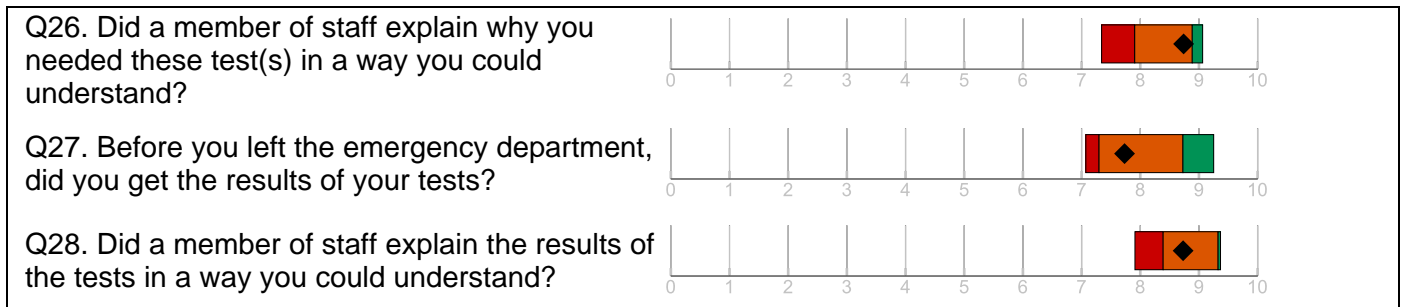 Q26. Did a member of staff explain why you
needed these test(s) in a way you could
understand?
0 1 2 3 4 5 6 7 8 9 10
Q27. Before you left the emergency department,
did you get the results of your tests?
0 1 2 3 4 5 6 7 8 9 10
Q28. Did a member of staff explain the results of
the tests in a way you could understand?
0 1 2 3 4 5 6 7 8 9 10